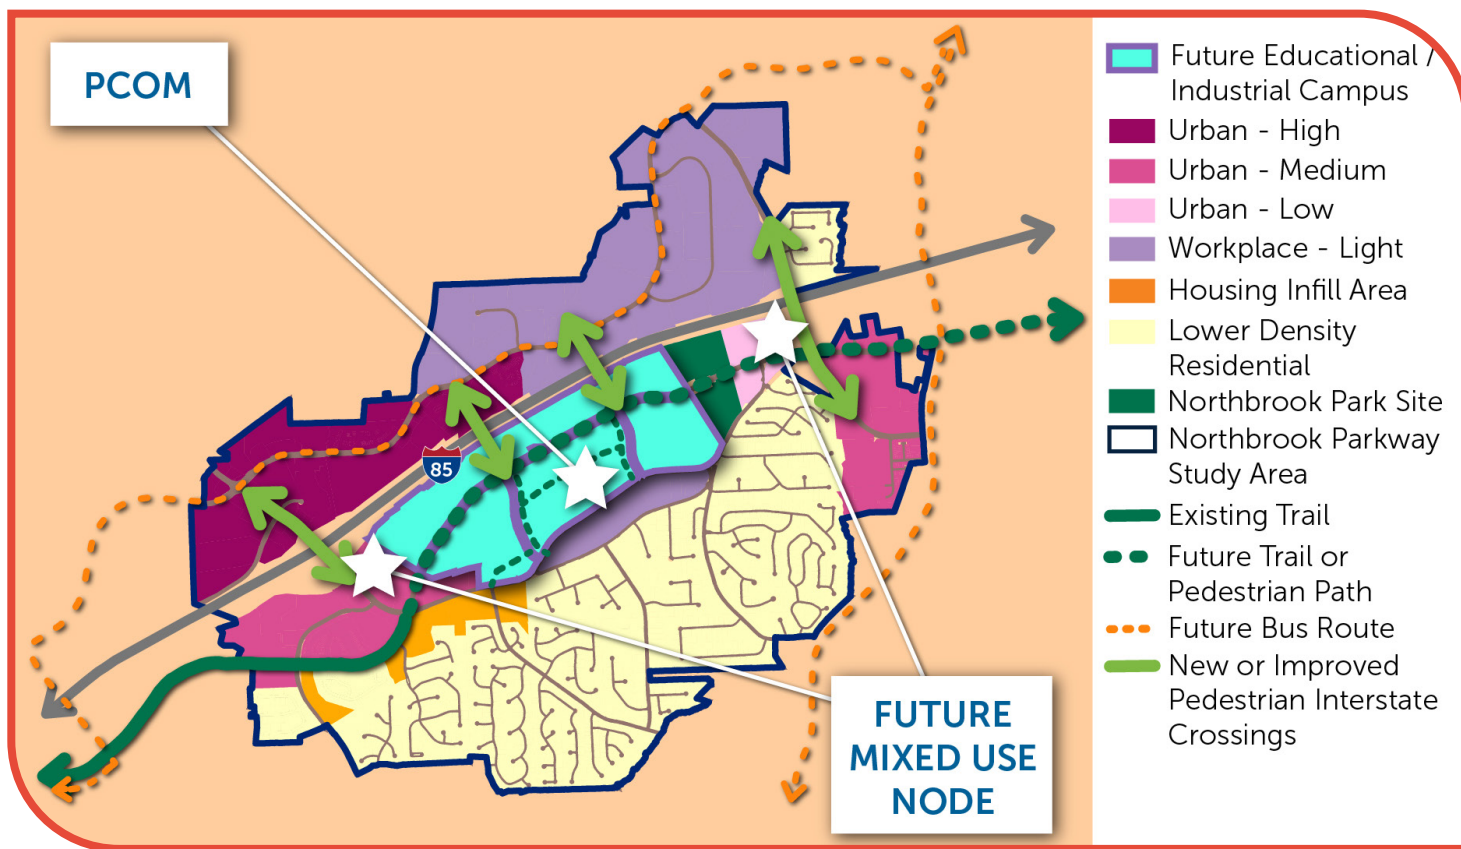 PCOM
85
FUTURE
MIXED USE
NODE
Future Educational /
Industrial Campus
Urban - High
Urban - Medium
Urban - Low
Workplace - Light
Housing Infill Area
Lower Density
Residential
Northbrook Park Site
Northbrook Parkway
Study Area
Existing Trail
Future Trail or
Pedestrian Path
Future Bus Route
New or Improved
Pedestrian Interstate
Crossings